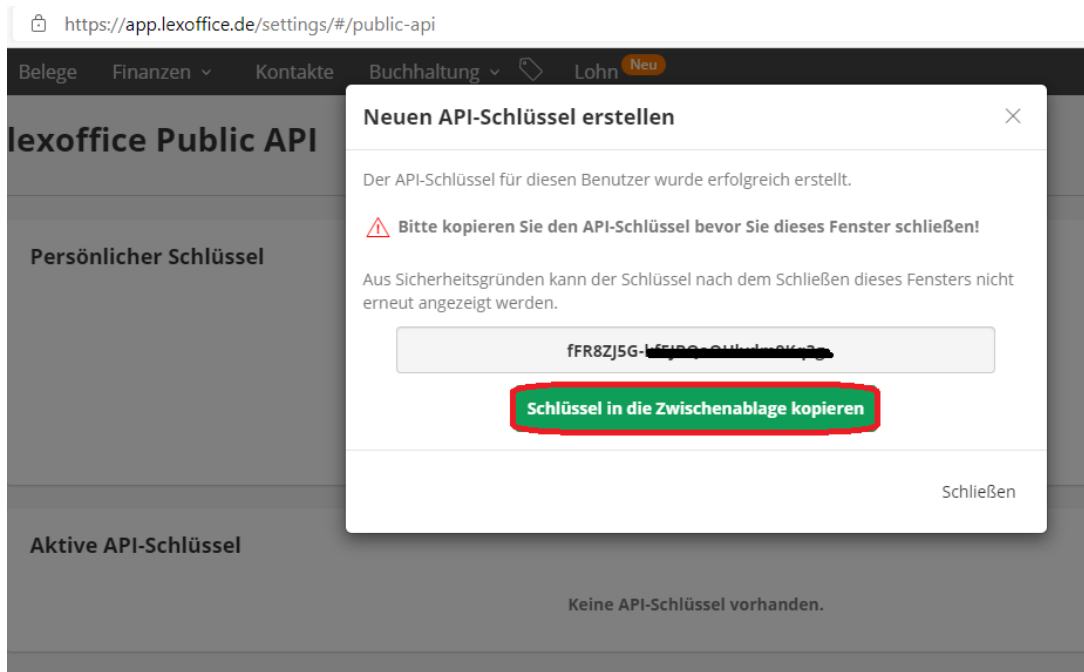 https://app.lexoffice.de/settings/#/public-api
Belege Finanzen Kontakte Buchhaltung Lohn Neu
lexoffice Public API
Persönlicher Schlüssel
Neuen API-Schlüssel erstellen
Der API-Schlüssel für diesen Benutzer wurde erfolgreich erstellt.
Bitte kopieren Sie den API-Schlüssel bevor Sie dieses Fenster schließen!
Aus Sicherheitsgründen kann der Schlüssel nach dem Schließen dieses Fensters nicht
erneut angezeigt werden.
fFR8ZJ5G-
Schlüssel in die Zwischenablage kopieren
Schließen
Aktive API-Schlüssel
Keine API-Schlüssel vorhanden.